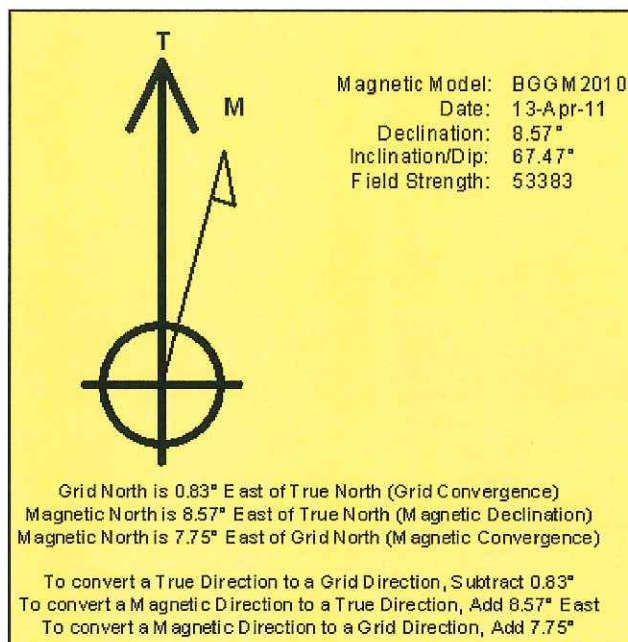 T
M
Magnetic Model: BGGM2010
Date: 13-Apr-11
Declination: 8.57°
Inclination/Dip: 67.47°
Field Strength: 53383
Grid North is 0.83° East of True North (Grid Convergence)
Magnetic North is 8.57° East of True North (Magnetic Declination)
Magnetic North is 7.75° East of Grid North (Magnetic Convergence)
To convert a True Direction to a Grid Direction, Subtract 0.83°
To convert a Magnetic Direction to a True Direction, Add 8.57° East
To convert a Magnetic Direction to a Grid Direction, Add 7.75°